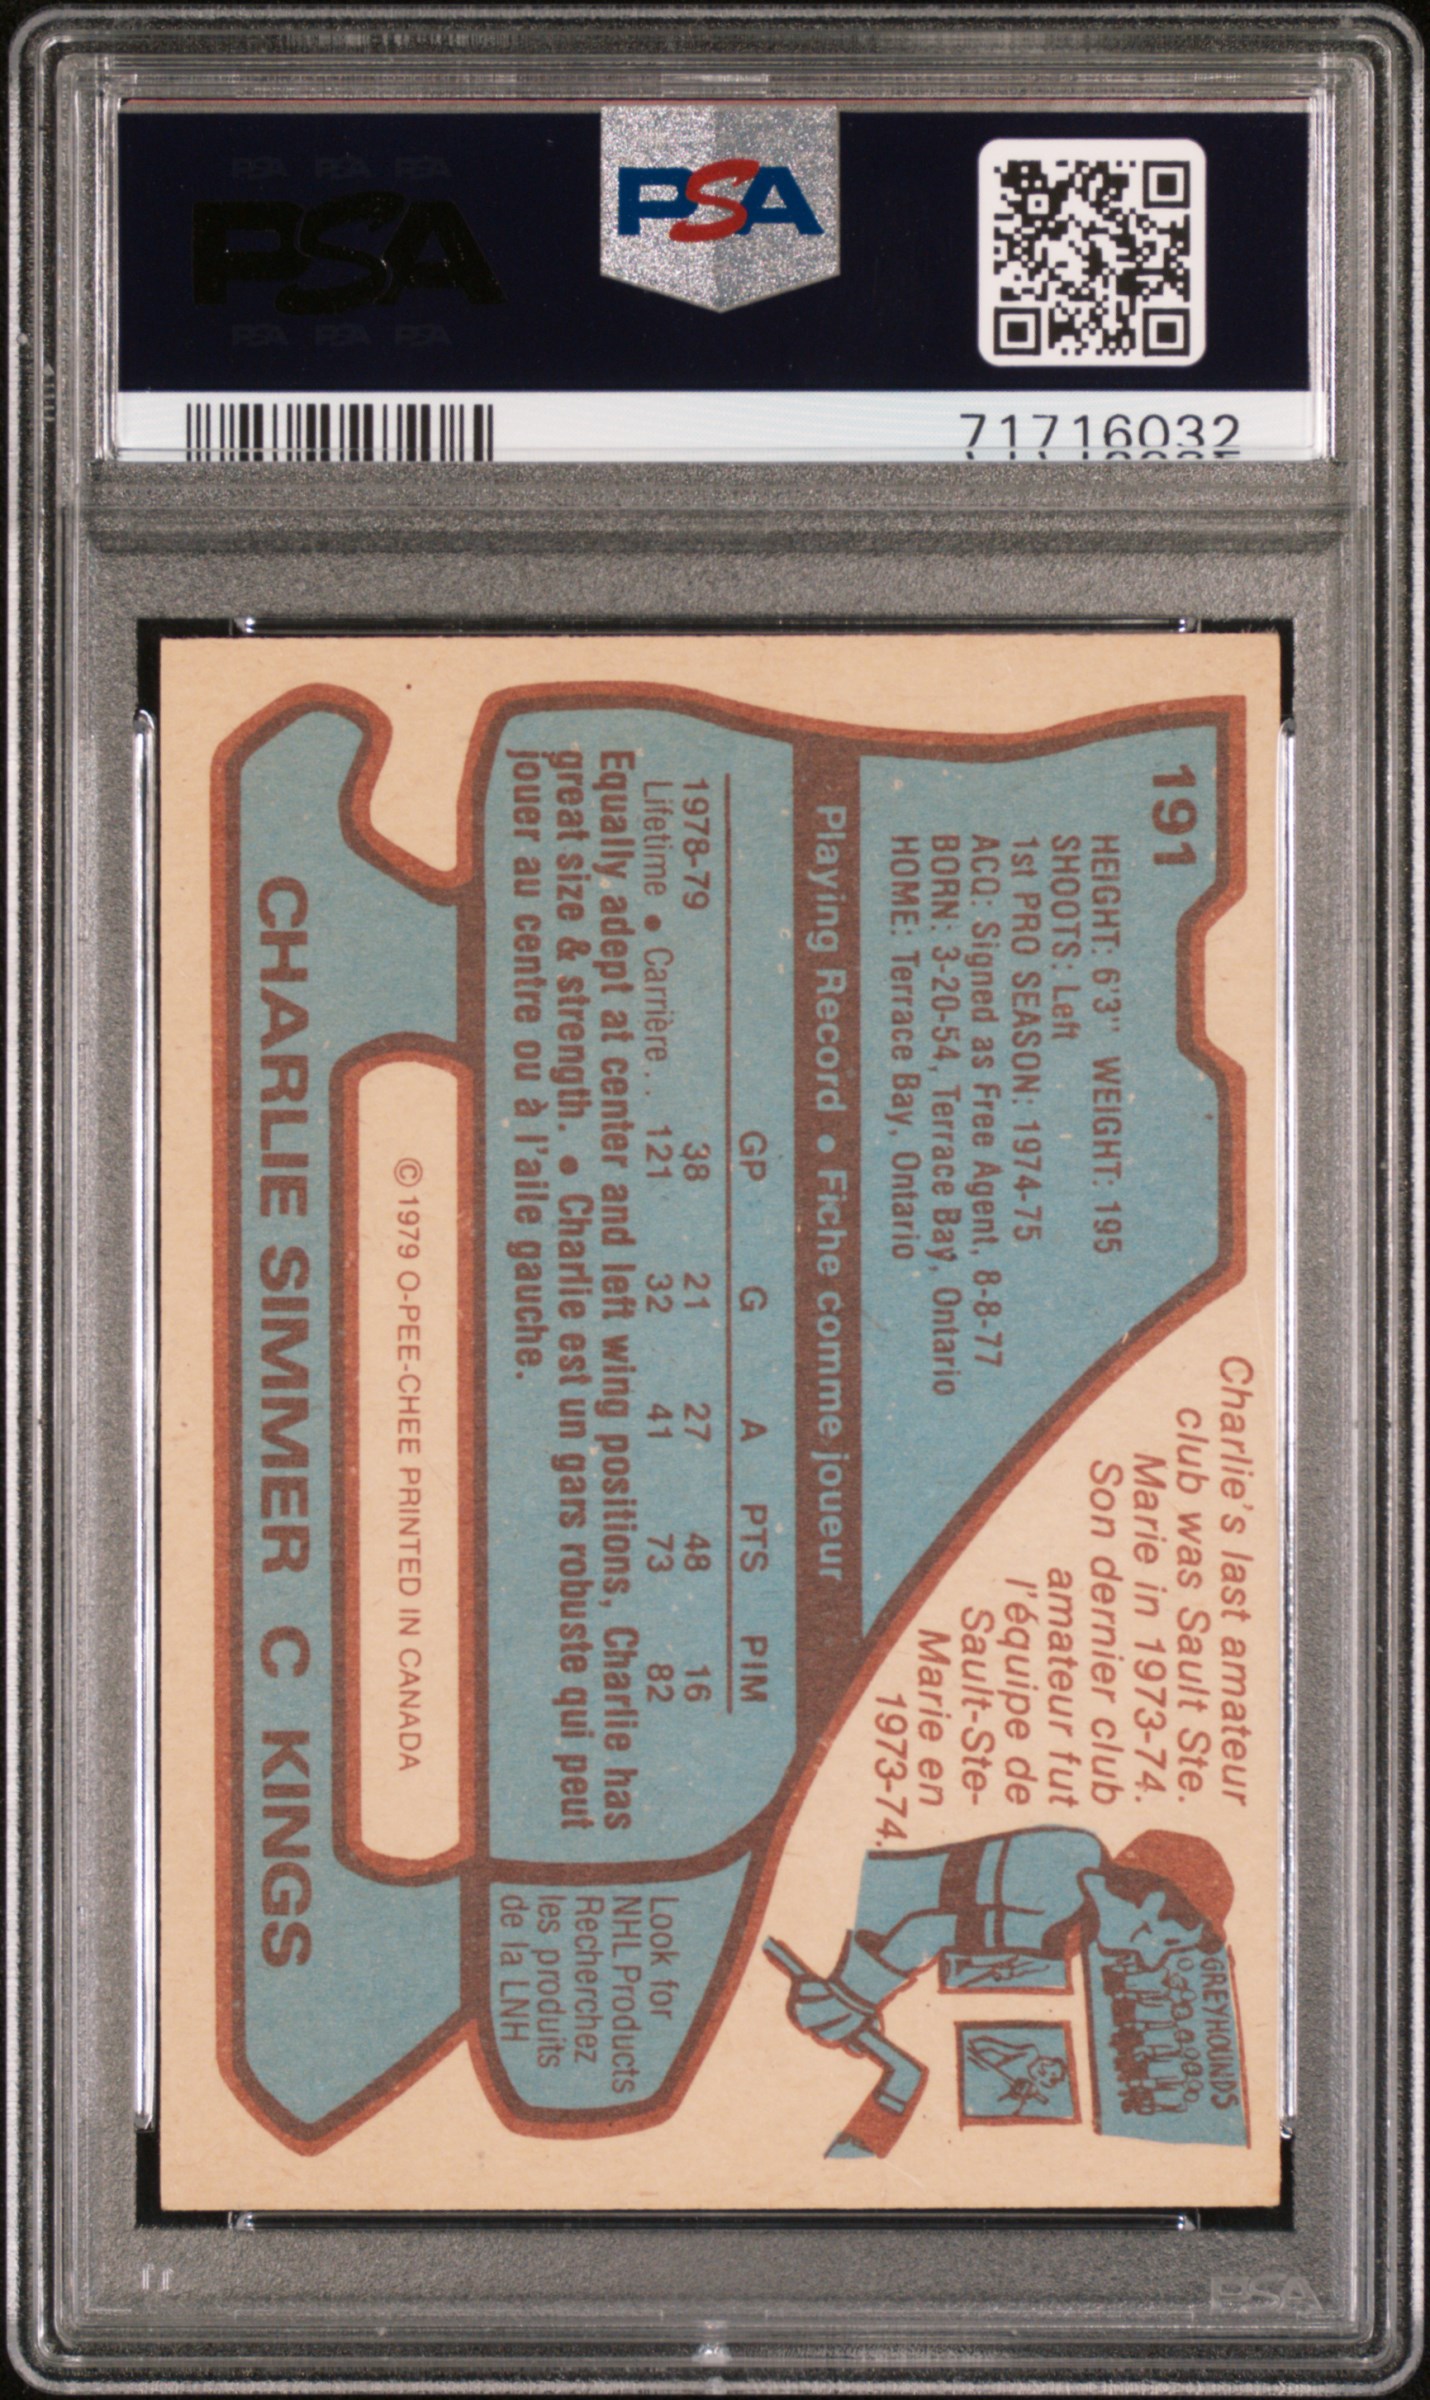 PSA PSA PSA
PSA
PSA PSA PSA
PSA
71716032
191
HEIGHT: 6'3" WEIGHT: 195
SHOOTS: Left
1st PRO SEASON: 1974-75
ACQ: Signed as Free Agent, 8-8-77
BORN: 3-20-54, Terrace Bay, Ontario
HOME: Terrace Bay, Ontario
Charlie's last amateur
club was Sault Ste.
Marie in 1973-74.
Son dernier club
amateur fut
l'équipe de
Sault-Ste-
Marie en
1973-74.
GREYHOUNDS
Playing Record • Fiche comme joueur
GP G A PTS PIM
1978-79 38 21 27 48 16
Lifetime • Carrière . . 121 32 41 73 82
Equally adept at center and left wing positions, Charlie has
great size & strength. • Charlie est un gars robuste qui peut
jouer au centre ou à l'aile gauche.
Look for
NHL Products
Recherchez
les produits
de la LNH
© 1979 O-PEE-CHEE PRINTED IN CANADA
CHARLIE SIMMER C KINGS
PSA